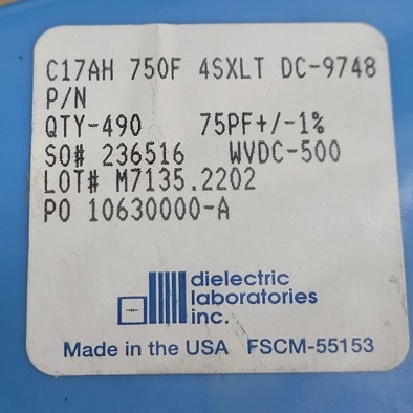 C17AH 750F 4SXLT DC-9748
P/N
QTY-490 75PF+/-1%
SO# 236516 WVDC-500
LOT# M7135.2202
PO 10630000-A
dielectric
laboratories
inc.
Made in the USA FSCM-55153